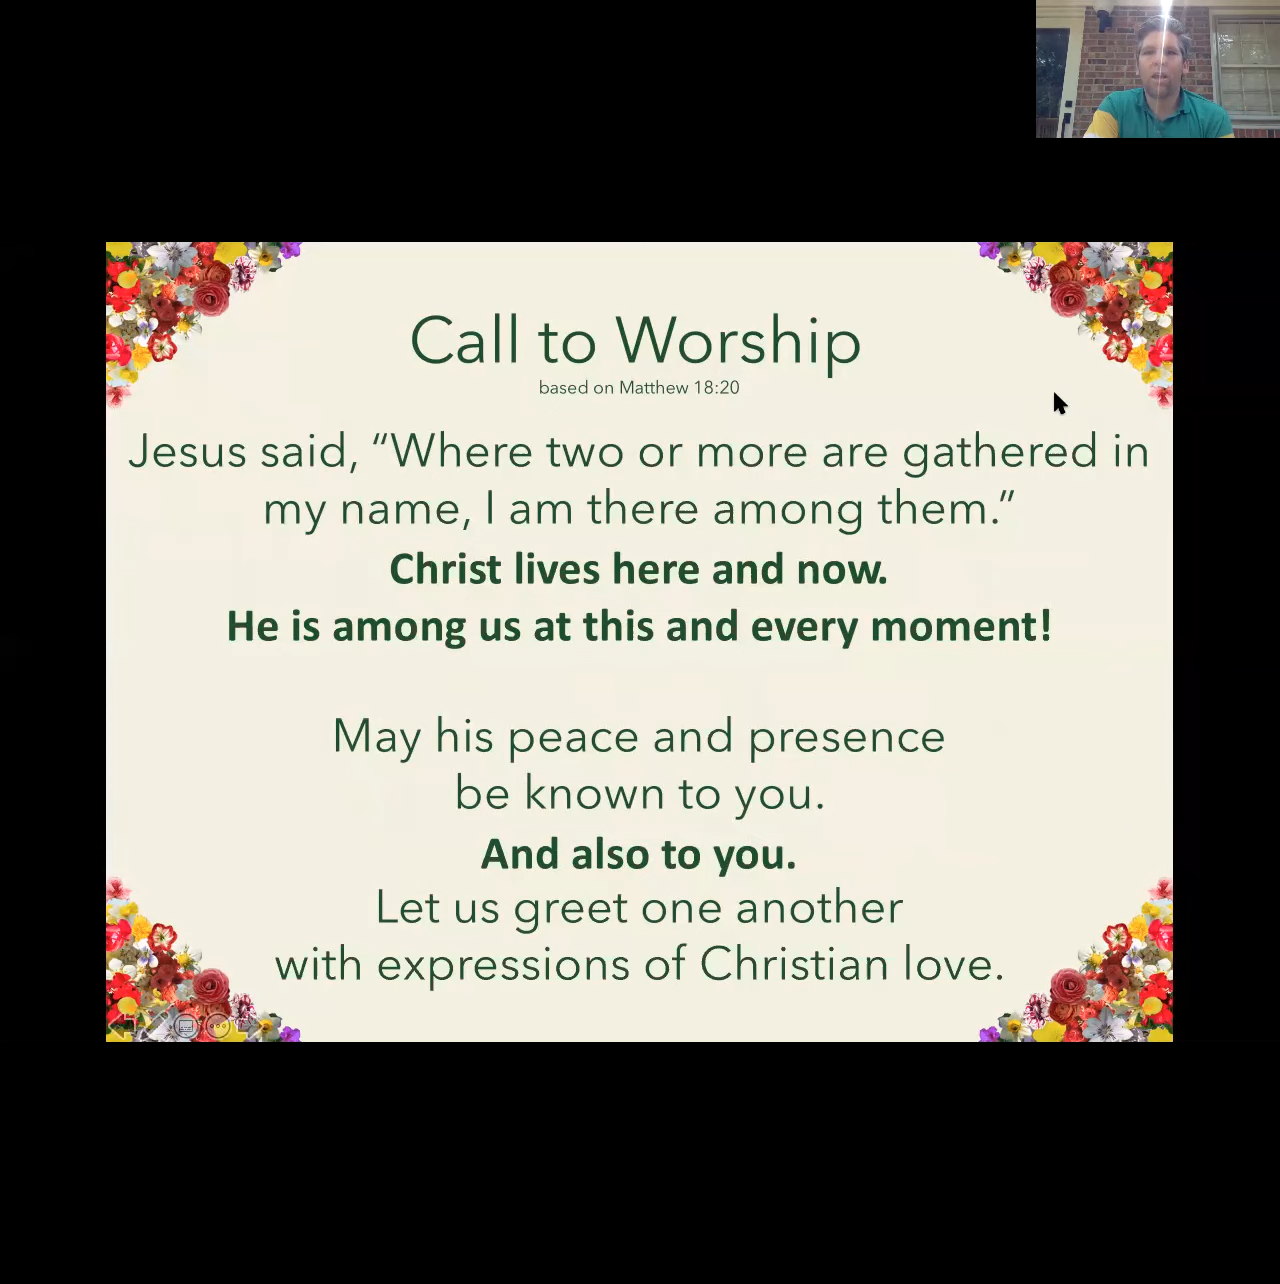 Call to Worship
based on Matthew 18:20
Jesus said, “Where two or more are gathered in
my name, I am there among them.”
Christ lives here and now.
He is among us at this and every moment!
May his peace and presence
be known to you.
And also to you.
Let us greet one another
with expressions of Christian love.